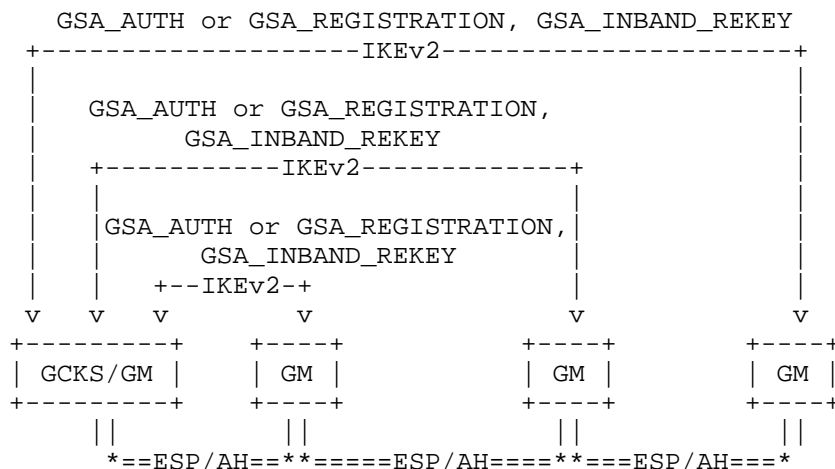 GSA_AUTH or GSA_REGISTRATION, GSA_INBAND_REKEY
IKEv2
GSA_AUTH or GSA_REGISTRATION,
GSA_INBAND_REKEY
IKEv2
GSA_AUTH or GSA_REGISTRATION,
GSA_INBAND_REKEY
IKEv2
v v v v v v
GCKS/GM GM GM GM
*==ESP/AH==**=====ESP/AH====**===ESP/AH===*